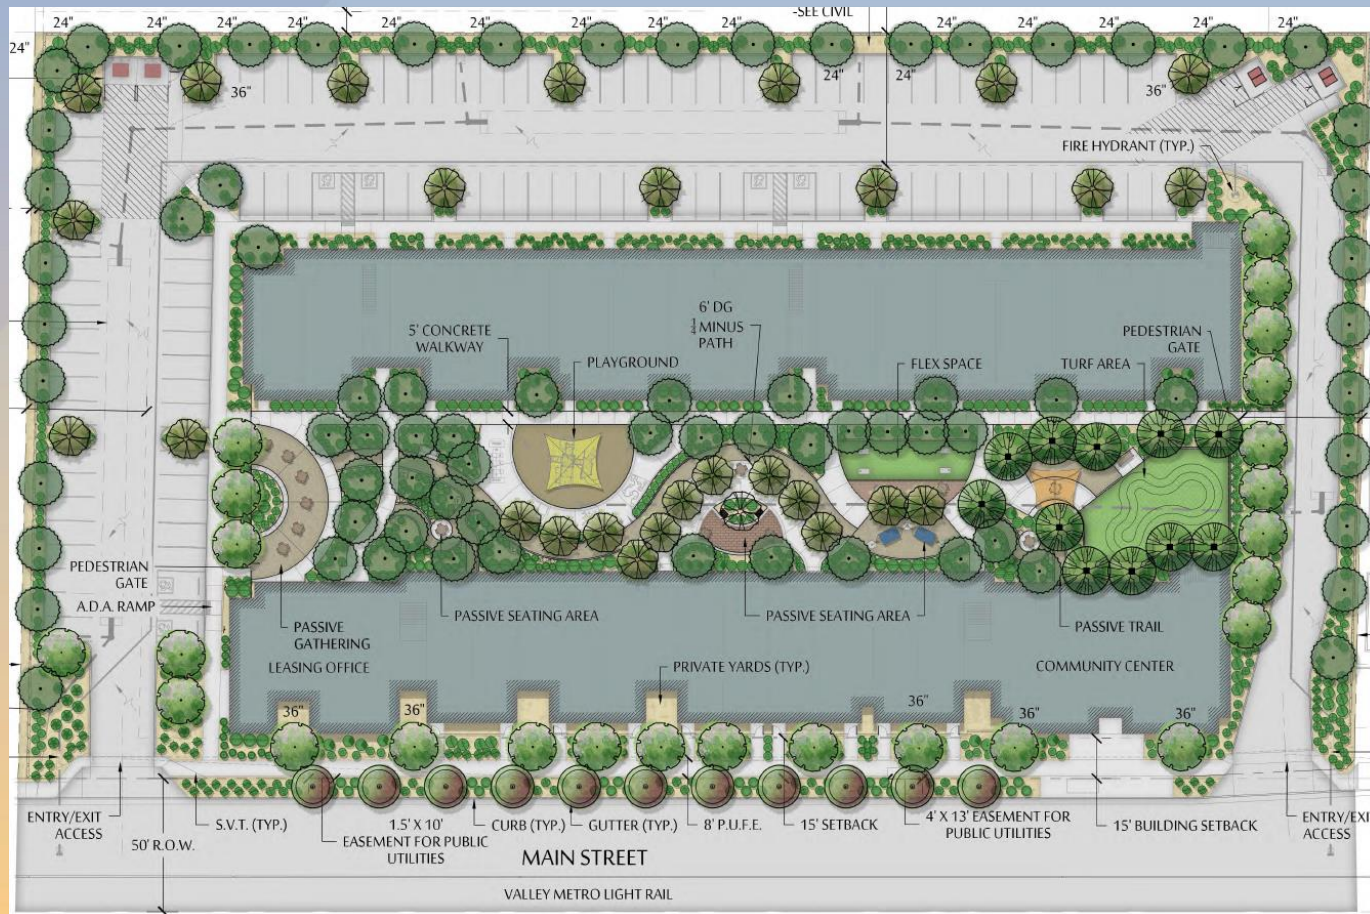 -SEE CIVIL
24" 24" 24" 24" 24" 24" 24" 24" 24" 24" 24" 24" 24" 24"
24"
24" 24"
36" 36"
FIRE HYDRANT (TYP.)
6' DG
¼ MINUS
PATH
5' CONCRETE
WALKWAY
PLAYGROUND
FLEX SPACE
TURF AREA
PEDESTRIAN
GATE
PEDESTRIAN
GATE
A.D.A. RAMP
PASSIVE
GATHERING
PASSIVE SEATING AREA
PASSIVE SEATING AREA
PASSIVE TRAIL
LEASING OFFICE
PRIVATE YARDS (TYP.)
COMMUNITY CENTER
36" 36" 36" 36" 36"
ENTRY/EXIT
ACCESS
S.V.T. (TYP.)
1.5' X 10'
EASEMENT FOR PUBLIC
UTILITIES
CURB (TYP.)
GUTTER (TYP.)
8' P.U.F.E.
15' SETBACK
4' X 13' EASEMENT FOR
PUBLIC UTILITIES
15' BUILDING SETBACK
ENTRY/EXI
ACCESS
50' R.O.W.
MAIN STREET
VALLEY METRO LIGHT RAIL